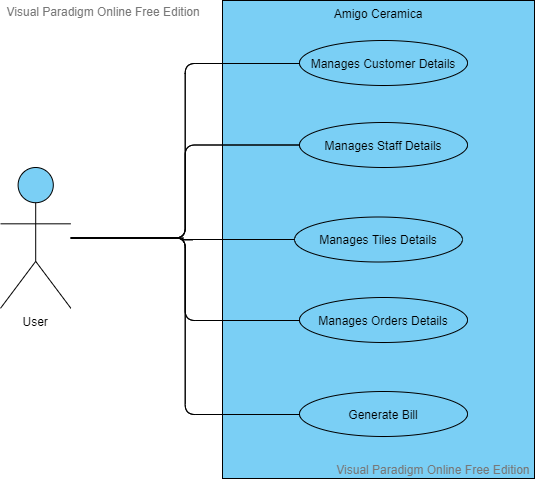 Visual Paradigm Online Free Edition
Amigo Ceramica
Manages Customer Details
Manages Staff Details
Manages Tiles Details
User
Manages Orders Details
Generate Bill
Visual Paradigm Online Free Edition